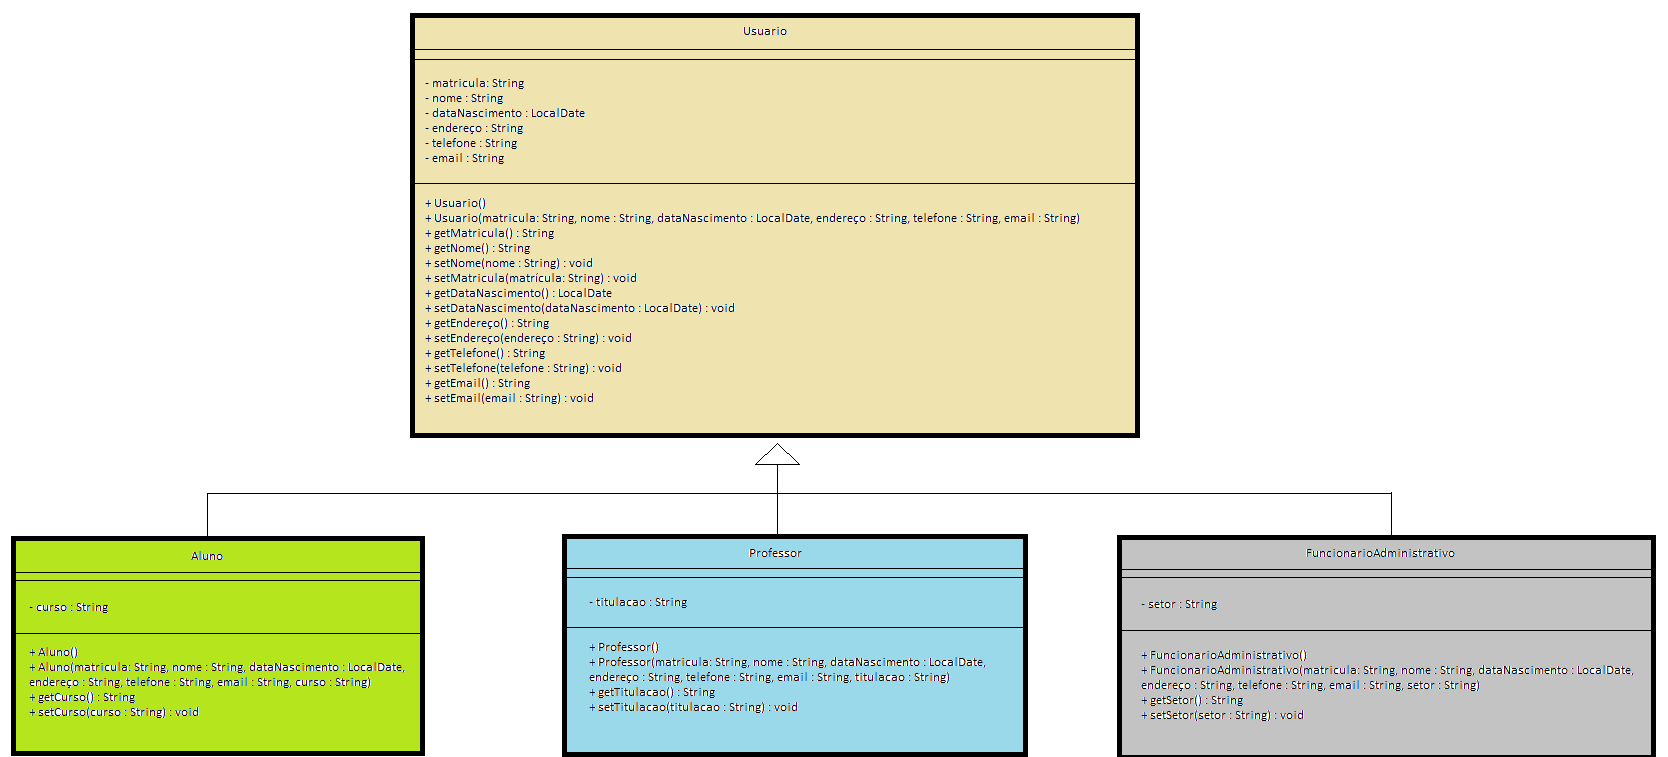 Usuario
- matricula: String
- nome : String
- dataNascimento : LocalDate
- endereço : String
- telefone : String
- email : String
+ Usuario()
+ Usuario(matricula: String, nome : String, dataNascimento : LocalDate, endereço : String, telefone : String, email : String)
+ getMatricula() : String
+ getNome() : String
+ setNome(nome : String) : void
+ setMatricula(matrícula: String) : void
+ getDataNascimento() : LocalDate
+ setDataNascimento(dataNascimento : LocalDate) : void
+ getEndereço() : String
+ setEndereço(endereço : String) : void
+ getTelefone() : String
+ setTelefone(telefone : String) : void
+ getEmail() : String
+ setEmail(email : String) : void
Aluno
- curso : String
+ Aluno()
+ Aluno(matricula: String, nome : String, dataNascimento : LocalDate,
endereço : String, telefone : String, email : String, curso : String)
+ getCurso() : String
+ setCurso(curso : String) : void
Professor
- titulacao : String
+ Professor()
+ Professor(matricula: String, nome : String, dataNascimento : LocalDate,
endereço : String, telefone : String, email : String, titulacao : String)
+ getTitulacao() : String
+ setTitulacao(titulacao : String) : void
FuncionarioAdministrativo
- setor : String
+ FuncionarioAdministrativo()
+ FuncionarioAdministrativo(matricula: String, nome : String, dataNascimento : LocalDate,
endereço : String, telefone : String, email : String, setor : String)
+ getSetor() : String
+ setSetor(setor : String) : void